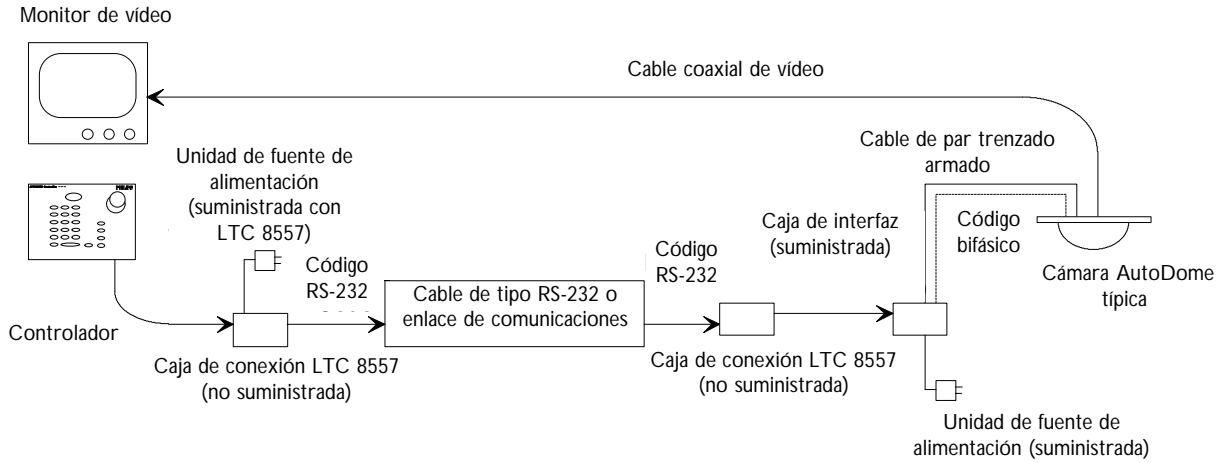 Monitor de vídeo
Cable coaxial de vídeo
Cable de par trenzado
armado
Unidad de fuente de
alimentación
(suministrada con
LTC 8557)
Caja de interfaz
(suministrada)
Código
bifásico
Código
RS-232
Código
RS-232
Cámara AutoDome
típica
Cable de tipo RS-232 o
enlace de comunicaciones
Controlador
Caja de conexión LTC 8557
(no suministrada)
Caja de conexión LTC 8557
(no suministrada)
Unidad de fuente de
alimentación (suministrada)